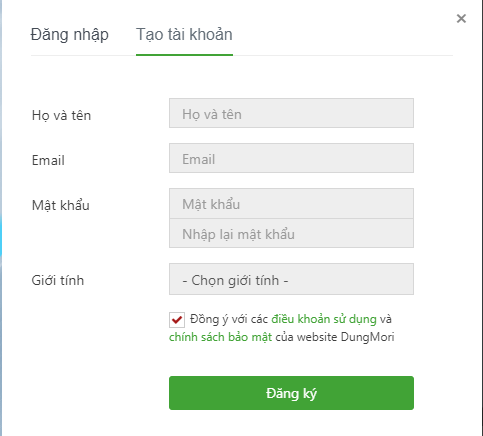 ×
Đăng nhập Tạo tài khoản
Họ và tên Họ và tên
Email Email
Mật khẩu Mật khẩu
Nhập lại mật khẩu
Giới tính - Chọn giới tính -
Đồng ý với các điều khoản sử dụng và
chính sách bảo mật của website DungMori
Đăng ký